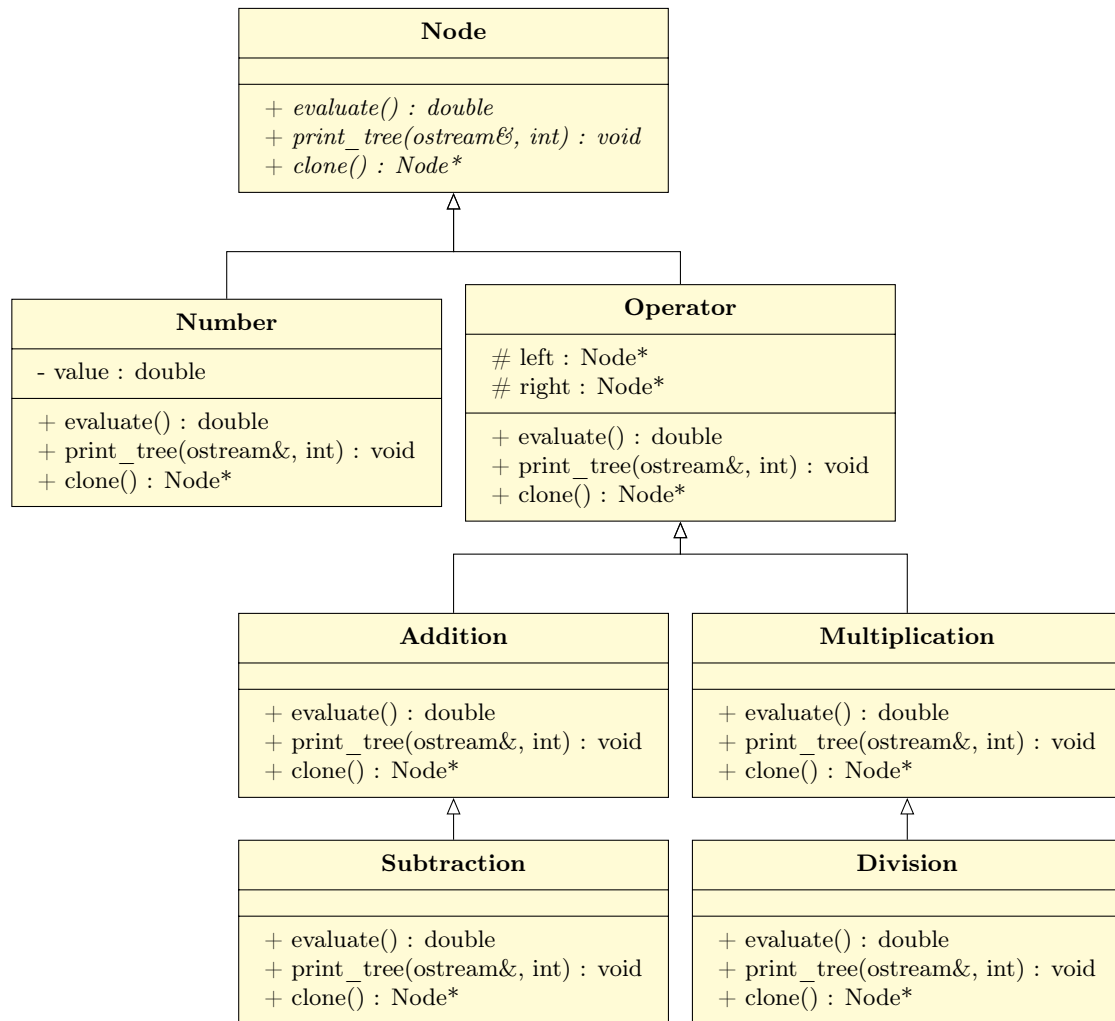 Node
+ evaluate() : double
+ print_tree(ostream&, int) : void
+ clone() : Node*
Number
- value : double
+ evaluate() : double
+ print_tree(ostream&, int) : void
+ clone() : Node*
Operator
# left : Node*
# right : Node*
+ evaluate() : double
+ print_tree(ostream&, int) : void
+ clone() : Node*
Addition
+ evaluate() : double
+ print_tree(ostream&, int) : void
+ clone() : Node*
Multiplication
+ evaluate() : double
+ print_tree(ostream&, int) : void
+ clone() : Node*
Subtraction
+ evaluate() : double
+ print_tree(ostream&, int) : void
+ clone() : Node*
Division
+ evaluate() : double
+ print_tree(ostream&, int) : void
+ clone() : Node*